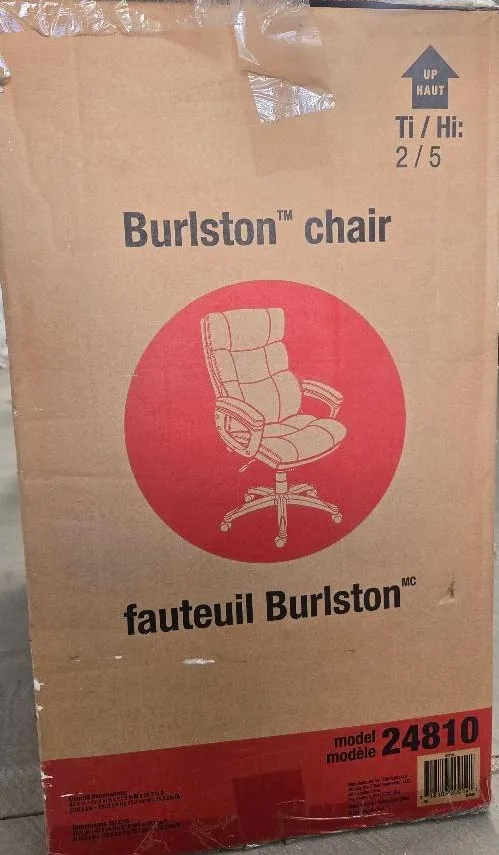 UP
HAUT
Ti / Hi:
2 / 5
Burlston™ chair
fauteuil Burlston MC
model
modèle 24810